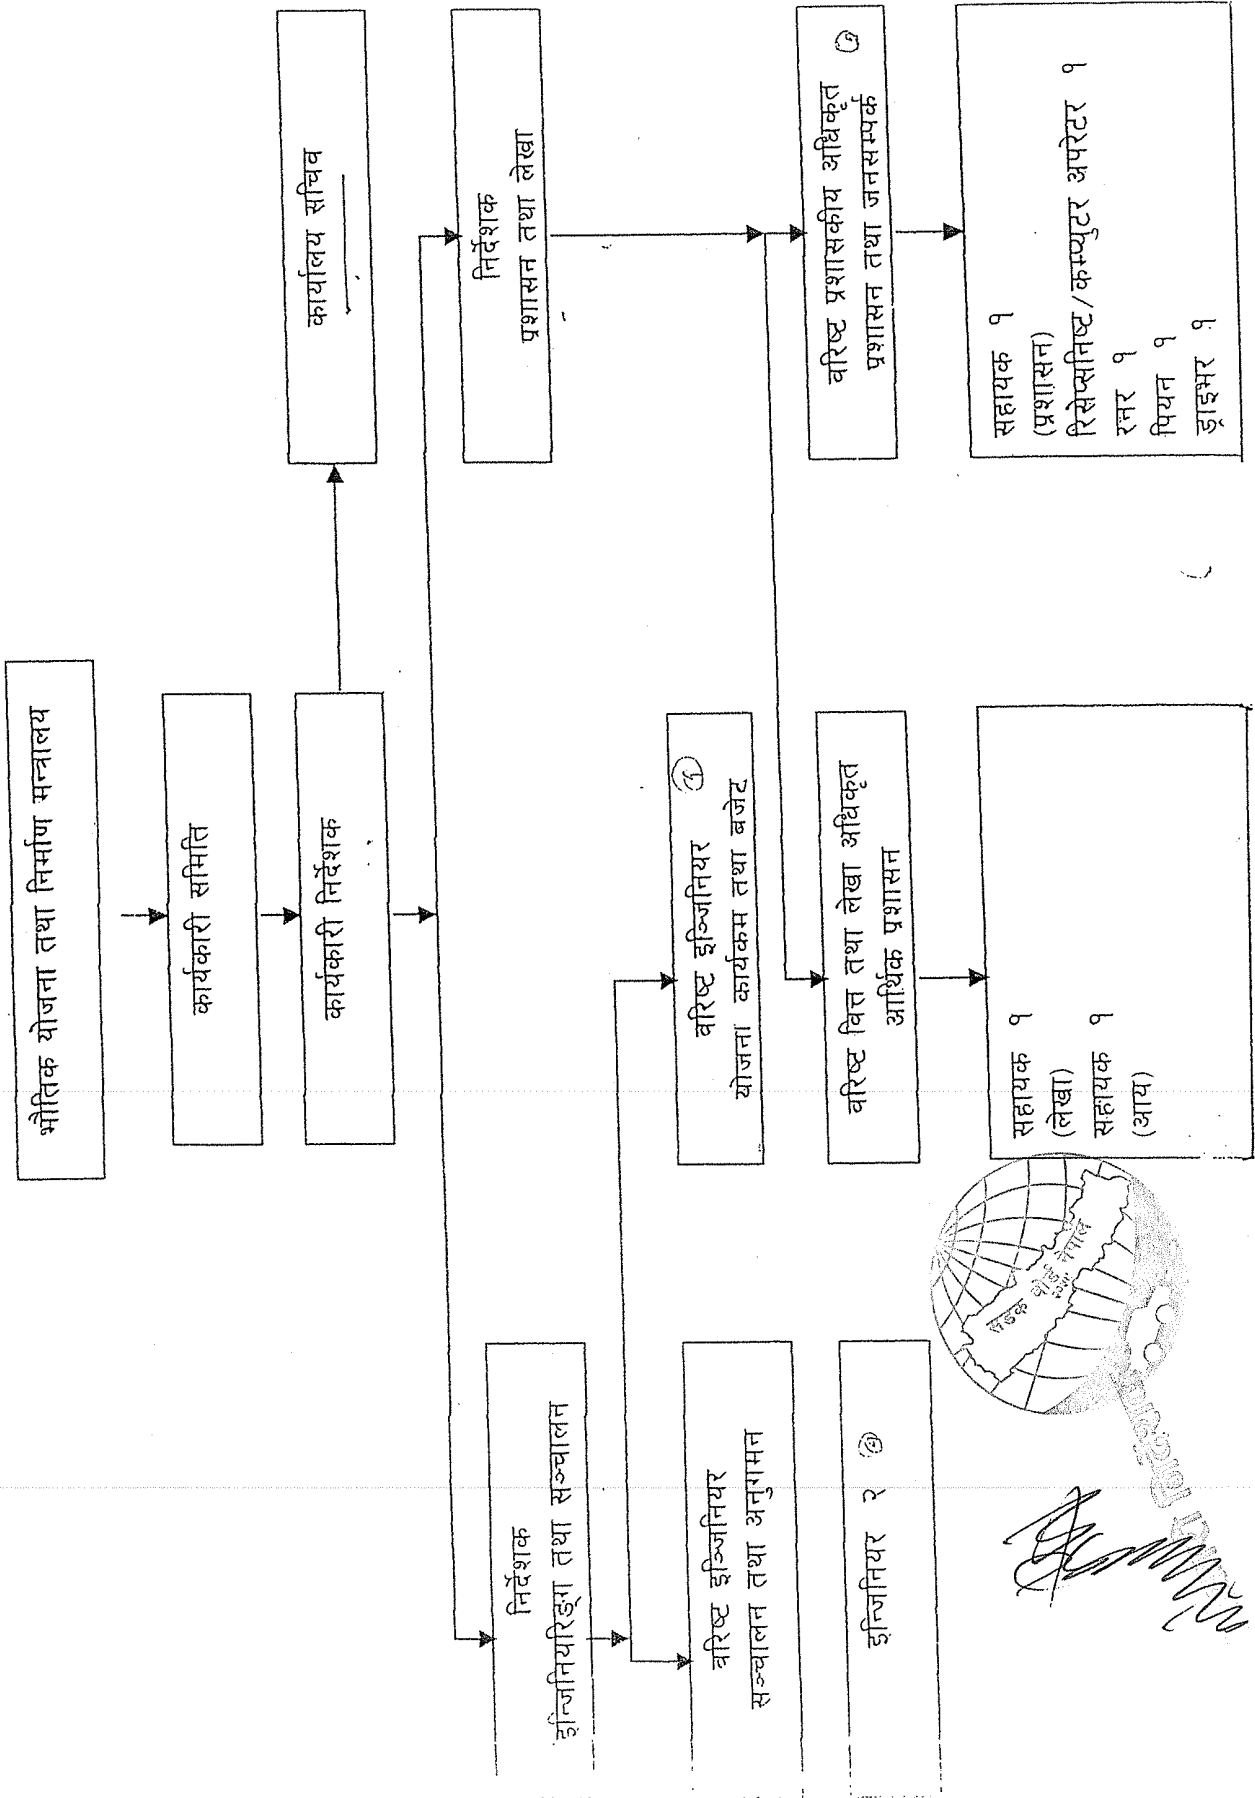 भौतिक योजना तथा निर्माण मन्त्रालय
कार्यकारी समिति
कार्यकारी निर्देशक
कार्यालय सचिव
निर्देशक
इन्जिनियरिङ्ग तथा सञ्चालन
निर्देशक
प्रशासन तथा लेखा
वरिष्ट इञ्जिनियर
सञ्चालन तथा अनुगमन
वरिष्ट इञ्जिनियर
योजना कार्यक्रम तथा बजेट
वरिष्ट वित्त तथा लेखा अधिकृत
आर्थिक प्रशासन
वरिष्ट प्रशासकीय अधिकृत
प्रशासन तथा जनसम्पर्क
इन्जिनियर २
सहायक १
(लेखा)
सहायक १
(आय)
सहायक १
(प्रशासन)
रिसेप्सनिष्ट/कम्प्युटर अपरेटर १
रनर १
पियन १
ड्राइभर १
सडक बोर्ड नेपाल